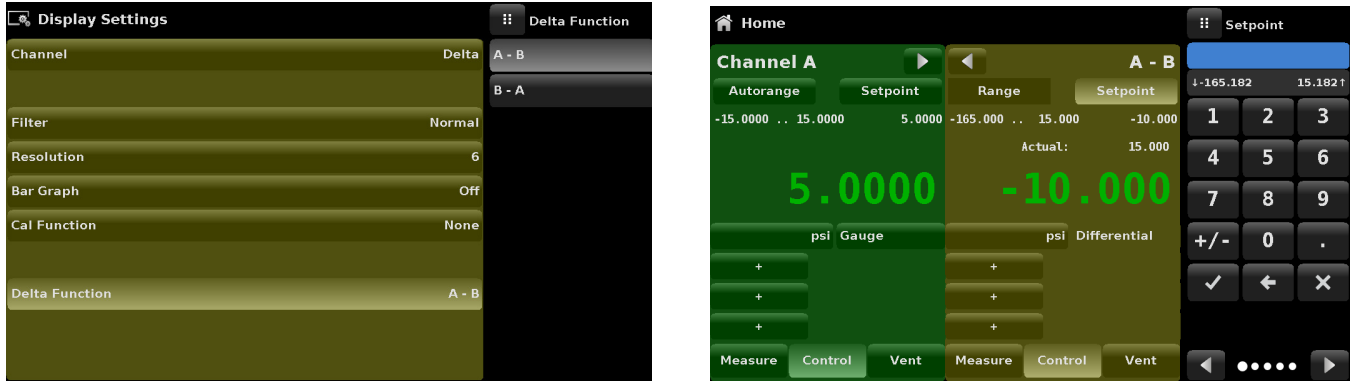 Display Settings
Delta Function
Channel Delta
A - B
B - A
Filter Normal
Resolution 6
Bar Graph Off
Cal Function None
Delta Function A - B
Home
Setpoint
Channel A
A - B
Autorange Setpoint
Range Setpoint
-15.0000 .. 15.0000 5.0000
-165.000 .. 15.000 -10.000
Actual: 15.000
5.0000
-10.000
psi Gauge
psi Differential
+ +
+ +
+ +
Measure Control Vent
Measure Control Vent
↓-165.182 15.182↑
1 2 3
4 5 6
7 8 9
+/- 0 .